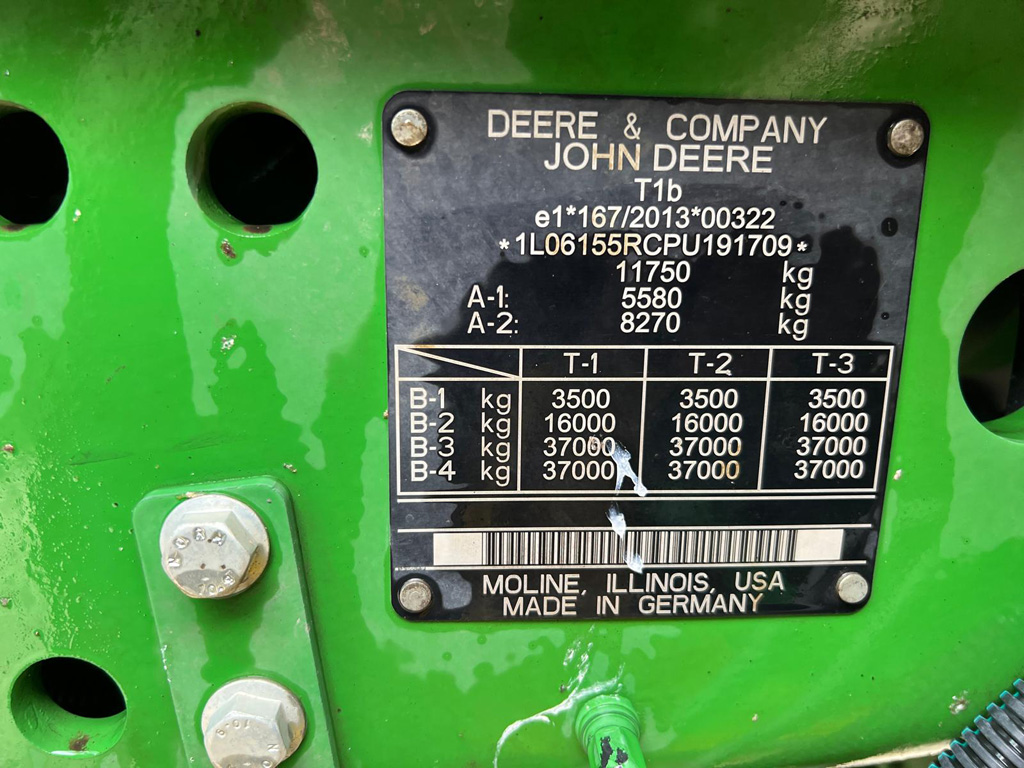 DEERE & COMPANY
JOHN DEERE
T1b
e1*167/2013*00322
*1L06155RCPU191709*
11750 kg
A-1: 5580 kg
A-2: 8270 kg
T-1 T-2 T-3
B-1 kg 3500 3500 3500
B-2 kg 16000 16000 16000
B-3 kg 37000 37000 37000
B-4 kg 37000 37000 37000
MOLINE, ILLINOIS, USA
MADE IN GERMANY